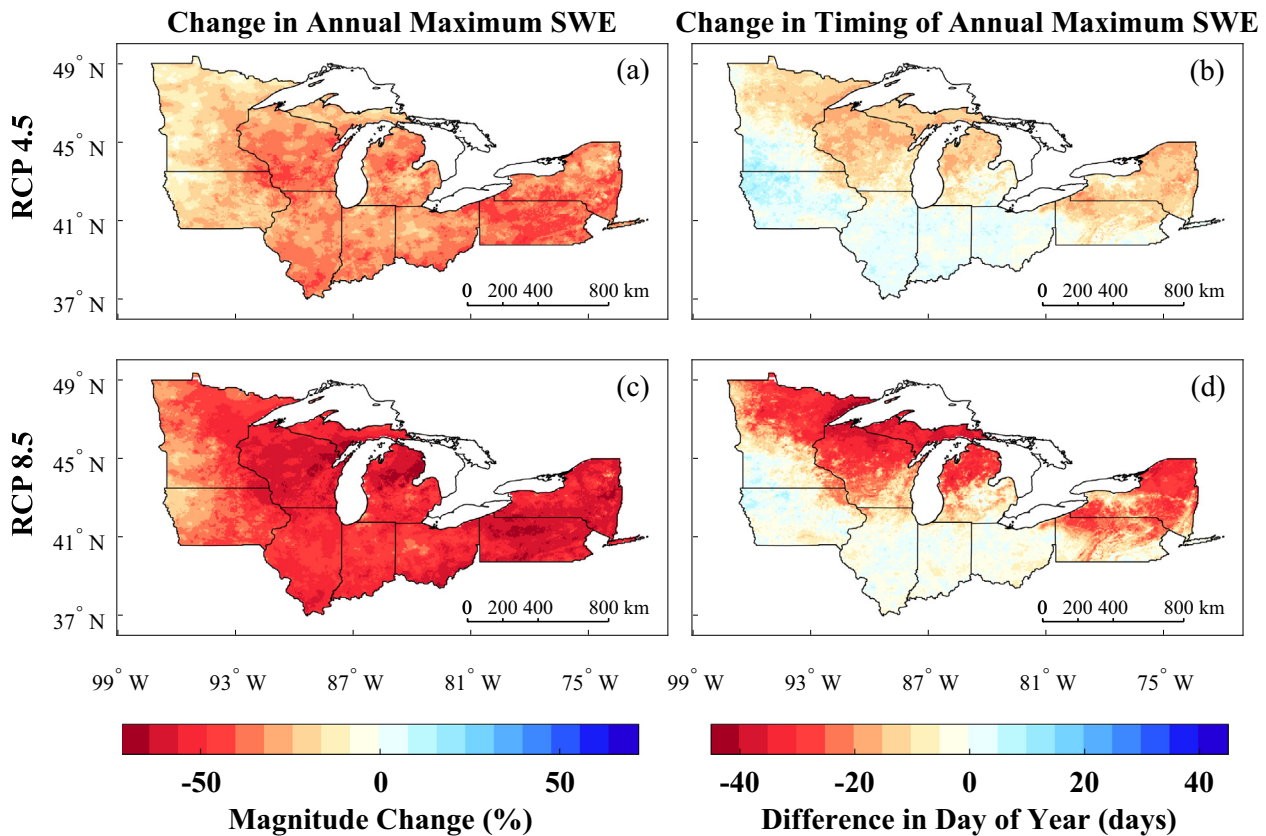 Change in Annual Maximum SWE
Change in Timing of Annual Maximum SWE
RCP 4.5
49° N
45° N
41° N
37° N
(a)
0 200 400 800 km
(b)
0 200 400 800 km
RCP 8.5
49° N
45° N
41° N
37° N
(c)
0 200 400 800 km
(d)
0 200 400 800 km
99° W 93° W 87° W 81° W 75° W
99° W 93° W 87° W 81° W 75° W
-50 0 50
Magnitude Change (%)
-40 -20 0 20 40
Difference in Day of Year (days)